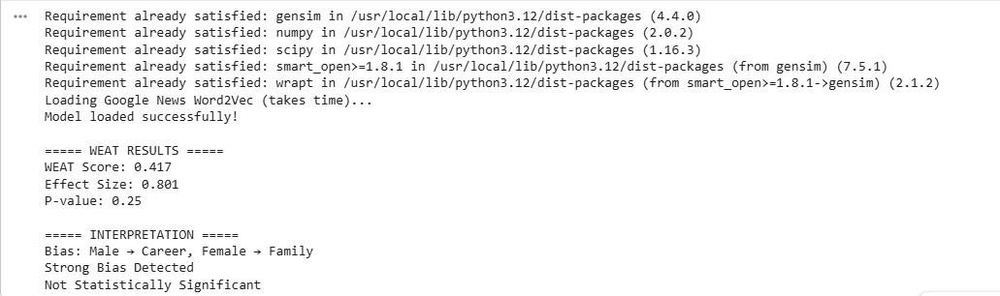 ... Requirement already satisfied: gensim in /usr/local/lib/python3.12/dist-packages (4.4.0)
Requirement already satisfied: numpy in /usr/local/lib/python3.12/dist-packages (2.0.2)
Requirement already satisfied: scipy in /usr/local/lib/python3.12/dist-packages (1.16.3)
Requirement already satisfied: smart_open>=1.8.1 in /usr/local/lib/python3.12/dist-packages (from gensim) (7.5.1)
Requirement already satisfied: wrapt in /usr/local/lib/python3.12/dist-packages (from smart_open>=1.8.1->gensim) (2.1.2)
Loading Google News Word2Vec (takes time)...
Model loaded successfully!

===== WEAT RESULTS =====
WEAT Score: 0.417
Effect Size: 0.801
P-value: 0.25

===== INTERPRETATION =====
Bias: Male → Career, Female → Family
Strong Bias Detected
Not Statistically Significant